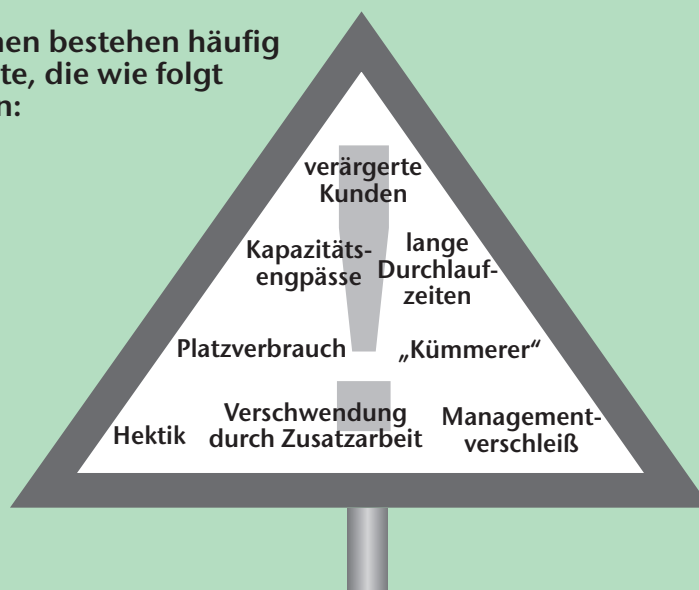 nen bestehen häufig
te, die wie folgt
n:
verärgerte
Kunden
Kapazitäts-
engpässe
lange
Durchlauf-
zeiten
Platzverbrauch
„Kümmerer“
Hektik
Verschwendung
durch Zusatzarbeit
Management-
verschleiß